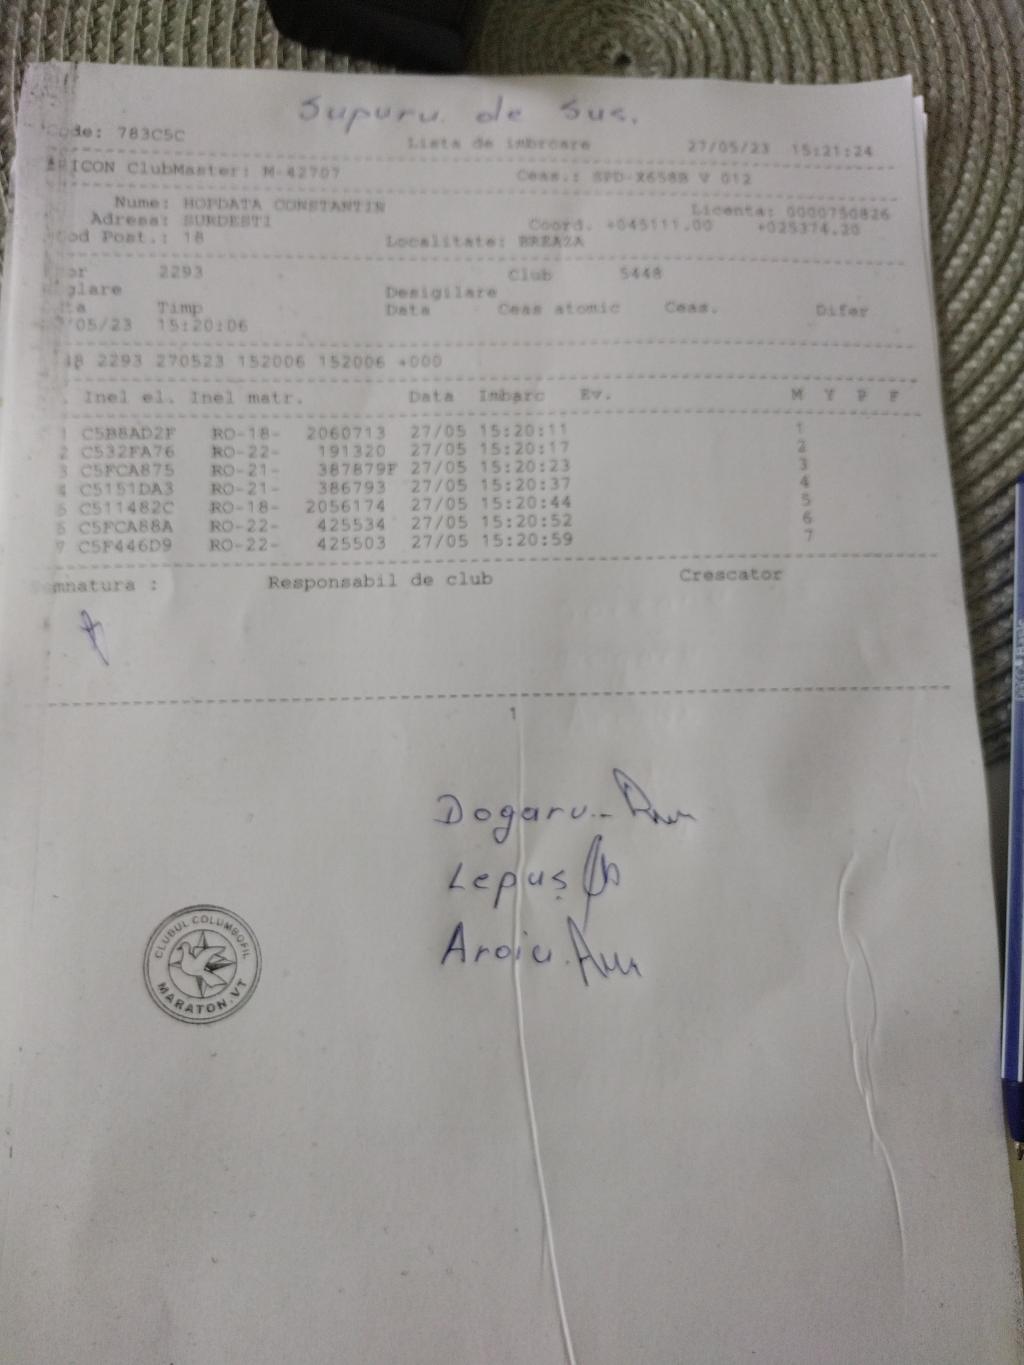 Supuru de Sus.
Code: 783C5C
Lista de imbrcare 27/05/23 15:21:24
ClubMaster: M-42707 Ceas.: SPD-X658B V 012
Nume: HOPDATA CONSTANTIN Licenta: 0000750826
Adresa: SURDESTI Coord. +045111.00 +025374.20
Cod Post.: 18 Localitate: BREAZA
2293 Club 5448
Desigilare
Timp Data Ceas atomic Ceas. Difer
/05/23 15:20:06
2293 270523 152006 152006 +000
Inel el. Inel matr. Data Imbarc Ev. M Y P F
1 C5B8AD2F RO-18- 2060713 27/05 15:20:11 1
2 C532FA76 RO-22- 191320 27/05 15:20:17 2
3 C5FCA875 RO-21- 387879F 27/05 15:20:23 3
4 C5151DA3 RO-21- 386793 27/05 15:20:37 4
5 C511482C RO-18- 2056174 27/05 15:20:44 5
6 C5FCA88A RO-22- 425534 27/05 15:20:52 6
7 C5F446D9 RO-22- 425503 27/05 15:20:59 7
mnatura : Responsabil de club Crescator
1
Dogaru
Lepuș
Aroiu
CLUBUL COLUMBOFIL
MARATON.VT